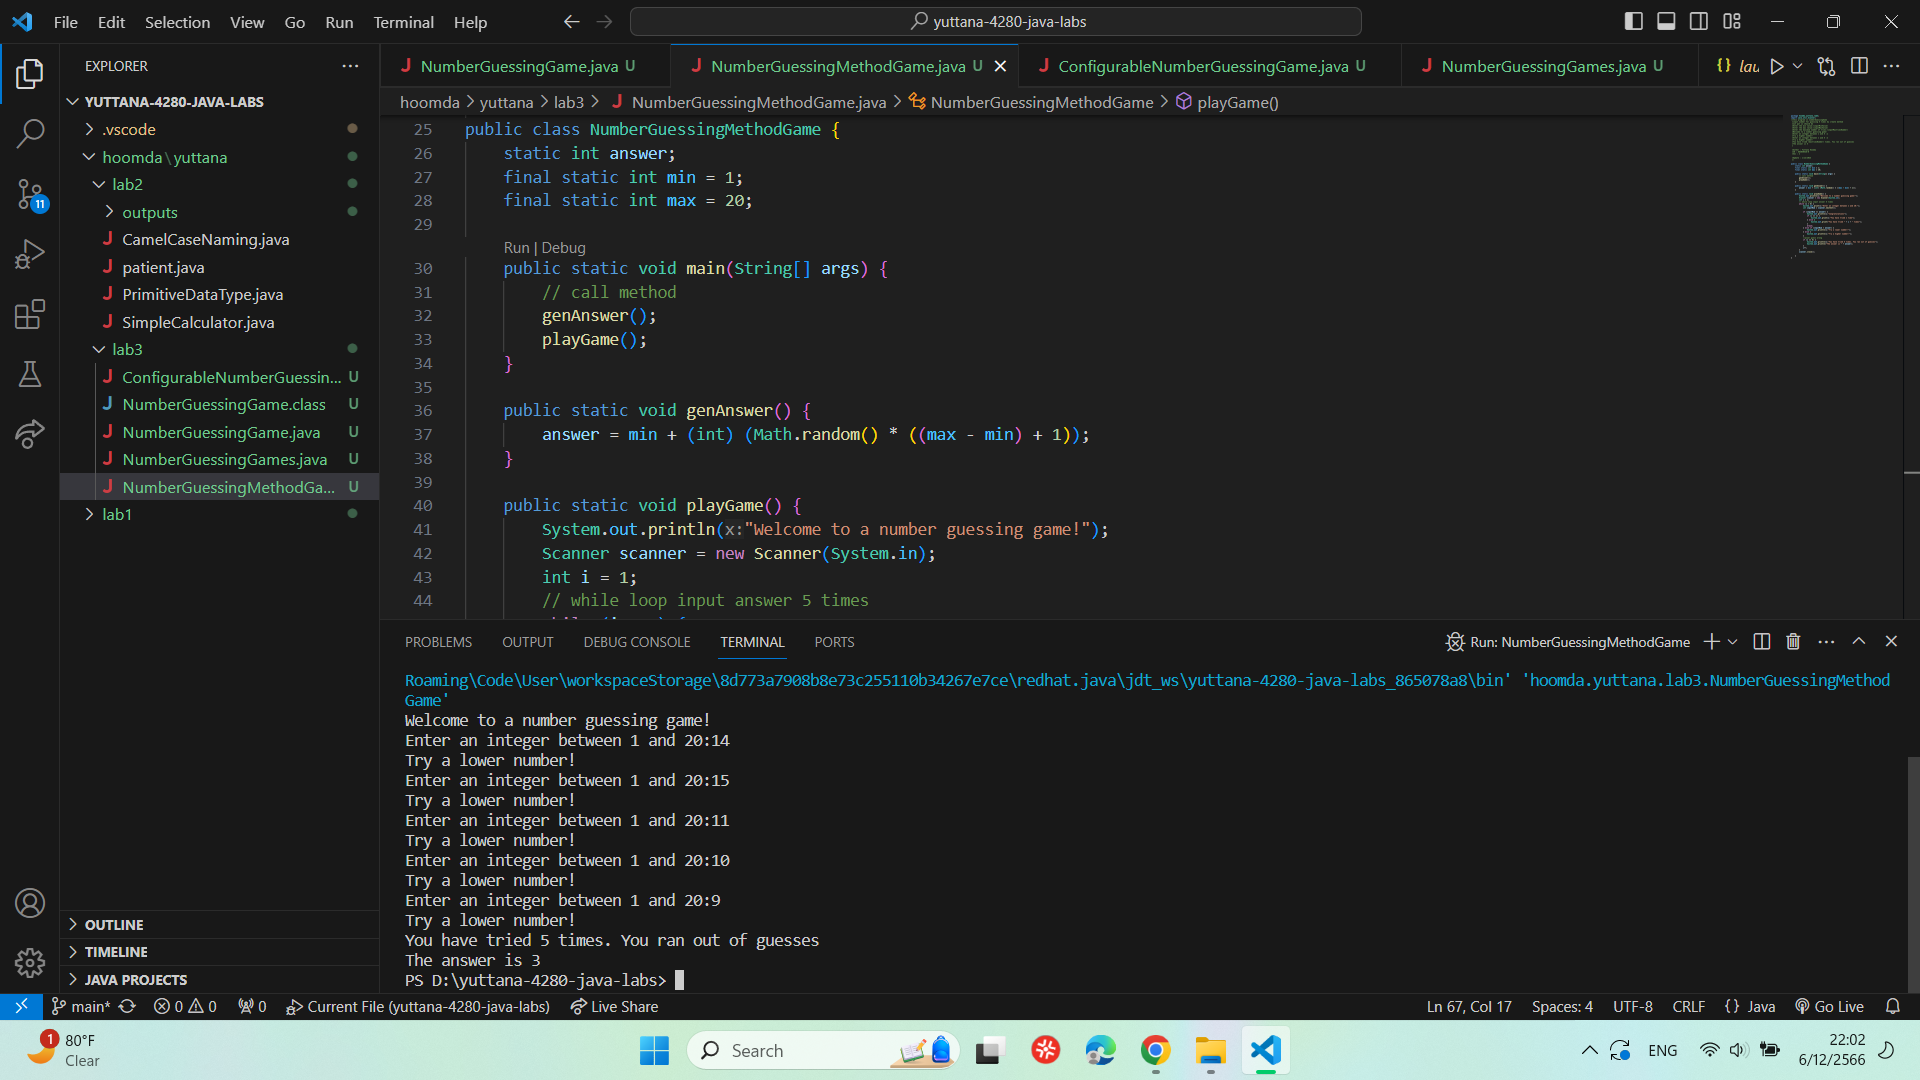 File Edit Selection View Go Run Terminal Help
yuttana-4280-java-labs
EXPLORER
YUTTANA-4280-JAVA-LABS
.vscode
hoomda\yuttana
lab2
outputs
CamelCaseNaming.java
patient.java
PrimitiveDataType.java
SimpleCalculator.java
lab3
ConfigurableNumberGuessin... U
NumberGuessingGame.class U
NumberGuessingGame.java U
NumberGuessingGames.java U
NumberGuessingMethodGa... U
lab1
OUTLINE
TIMELINE
JAVA PROJECTS
11
NumberGuessingGame.java U NumberGuessingMethodGame.java U ConfigurableNumberGuessingGame.java U NumberGuessingGames.java U {} lau
hoomda > yuttana > lab3 > NumberGuessingMethodGame.java > NumberGuessingMethodGame > playGame()
25 public class NumberGuessingMethodGame {
26 static int answer;
27 final static int min = 1;
28 final static int max = 20;
29
Run | Debug
30 public static void main(String[] args) {
31 // call method
32 genAnswer();
33 playGame();
34 }
35
36 public static void genAnswer() {
37 answer = min + (int) (Math.random() * ((max - min) + 1));
38 }
39
40 public static void playGame() {
41 System.out.println(x:"Welcome to a number guessing game!");
42 Scanner scanner = new Scanner(System.in);
43 int i = 1;
44 // while loop input answer 5 times
PROBLEMS OUTPUT DEBUG CONSOLE TERMINAL PORTS
Run: NumberGuessingMethodGame
Roaming\Code\User\workspaceStorage\8d773a7908b8e73c255110b34267e7ce\redhat.java\jdt_ws\yuttana-4280-java-labs_865078a8\bin' 'hoomda.yuttana.lab3.NumberGuessingMethod
Game'
Welcome to a number guessing game!
Enter an integer between 1 and 20:14
Try a lower number!
Enter an integer between 1 and 20:15
Try a lower number!
Enter an integer between 1 and 20:11
Try a lower number!
Enter an integer between 1 and 20:10
Try a lower number!
Enter an integer between 1 and 20:9
Try a lower number!
You have tried 5 times. You ran out of guesses
The answer is 3
PS D:\yuttana-4280-java-labs>
main* 0 0 0 Current File (yuttana-4280-java-labs) Live Share
Ln 67, Col 17 Spaces: 4 UTF-8 CRLF {} Java Go Live
1
80°F
Clear
Search
ENG
22:02
6/12/2566